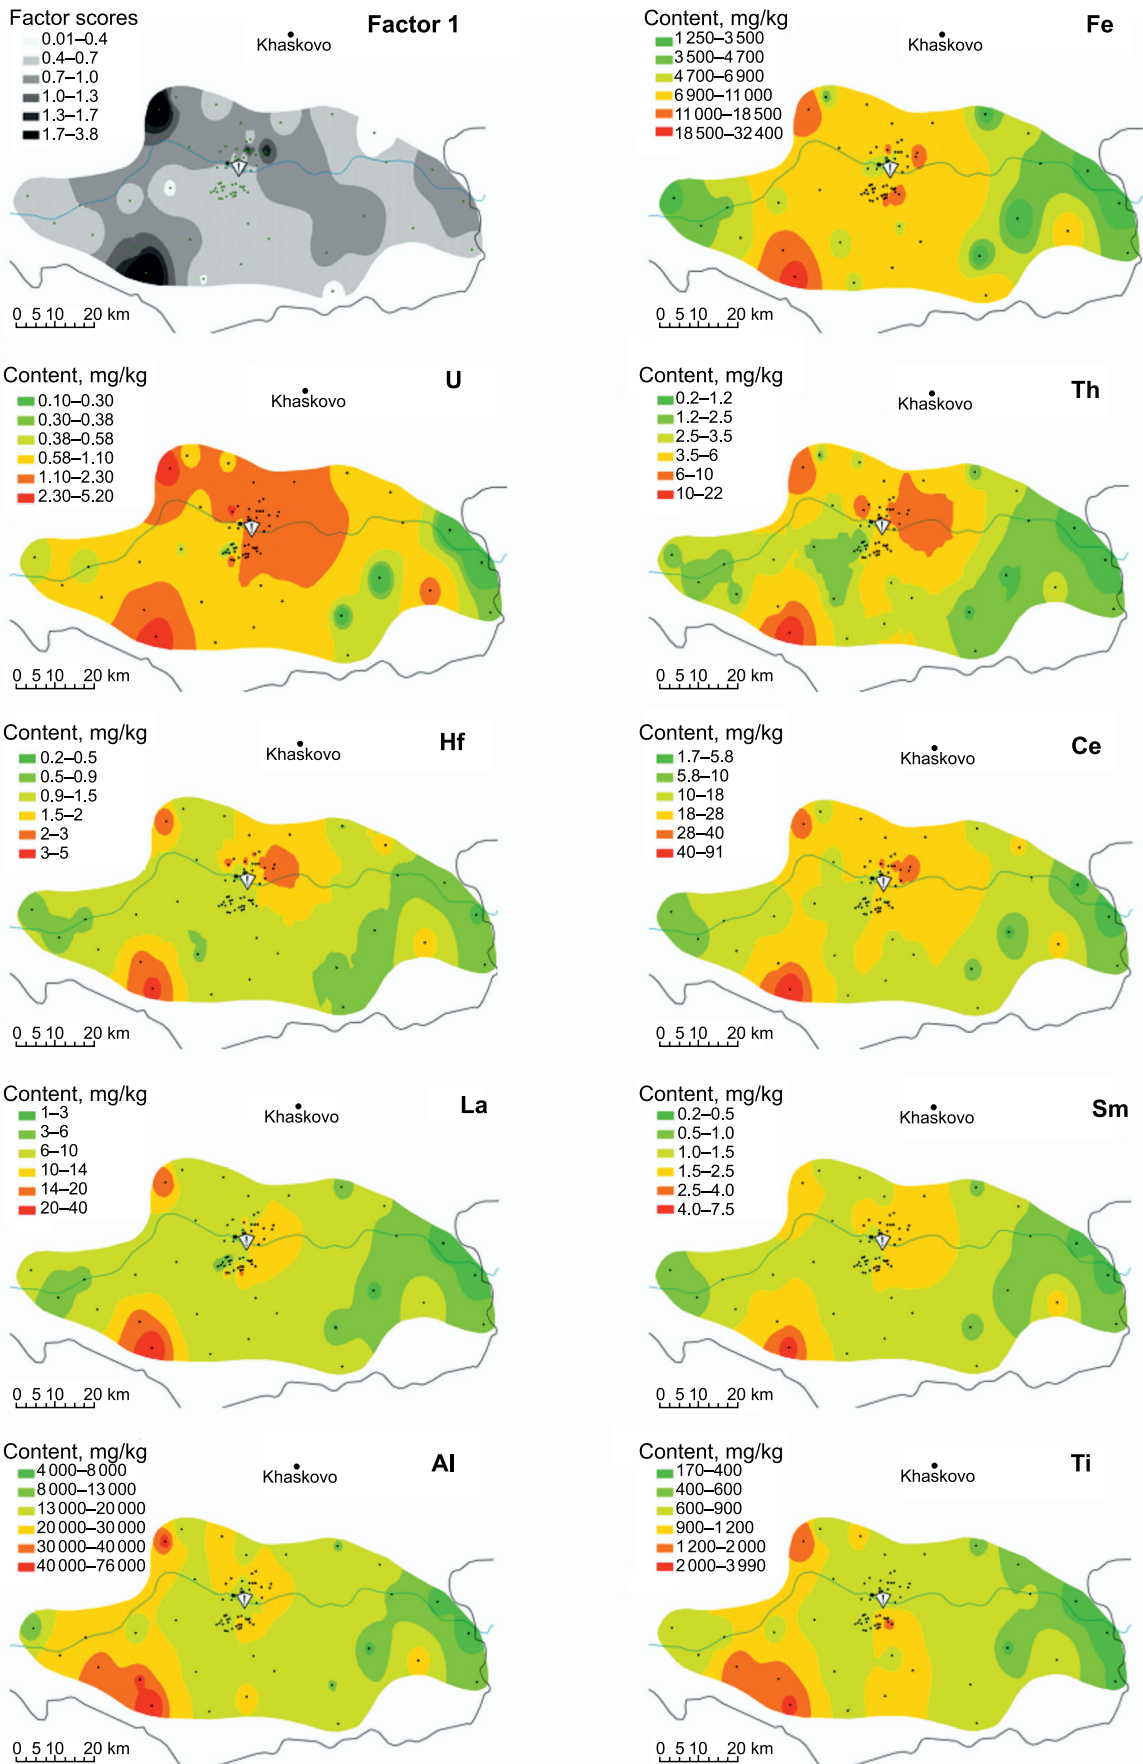 Factor scores
0.01–0.4
0.4–0.7
0.7–1.0
1.0–1.3
1.3–1.7
1.7–3.8
Khaskovo
Factor 1
!
0 5 10 20 km
Content, mg/kg
1 250–3 500
3 500–4 700
4 700–6 900
6 900–11 000
11 000–18 500
18 500–32 400
Khaskovo
Fe
!
0 5 10 20 km
Content, mg/kg
0.10–0.30
0.30–0.38
0.38–0.58
0.58–1.10
1.10–2.30
2.30–5.20
Khaskovo
U
!
0 5 10 20 km
Content, mg/kg
0.2–1.2
1.2–2.5
2.5–3.5
3.5–6
6–10
10–22
Khaskovo
Th
!
0 5 10 20 km
Content, mg/kg
0.2–0.5
0.5–0.9
0.9–1.5
1.5–2
2–3
3–5
Khaskovo
Hf
!
0 5 10 20 km
Content, mg/kg
1.7–5.8
5.8–10
10–18
18–28
28–40
40–91
Khaskovo
Ce
!
0 5 10 20 km
Content, mg/kg
1–3
3–6
6–10
10–14
14–20
20–40
Khaskovo
La
!
0 5 10 20 km
Content, mg/kg
0.2–0.5
0.5–1.0
1.0–1.5
1.5–2.5
2.5–4.0
4.0–7.5
Khaskovo
Sm
!
0 5 10 20 km
Content, mg/kg
4 000–8 000
8 000–13 000
13 000–20 000
20 000–30 000
30 000–40 000
40 000–76 000
Khaskovo
Al
!
0 5 10 20 km
Content, mg/kg
170–400
400–600
600–900
900–1 200
1 200–2 000
2 000–3 990
Khaskovo
Ti
!
0 5 10 20 km